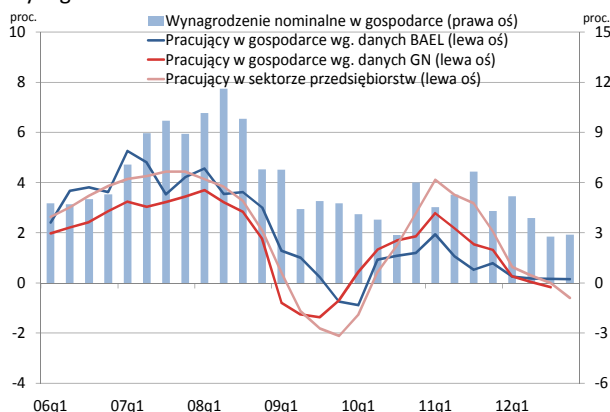 proc.
proc.
Wynagrodzenie nominalne w gospodarce (prawa oś)
Pracujący w gospodarce wg. danych BAEL (lewa oś)
Pracujący w gospodarce wg. danych GN (lewa oś)
Pracujący w sektorze przedsiębiorstw (lewa oś)
10
8
6
4
2
0
-2
-4
15
12
9
6
3
0
-3
-6
06q1 07q1 08q1 09q1 10q1 11q1 12q1